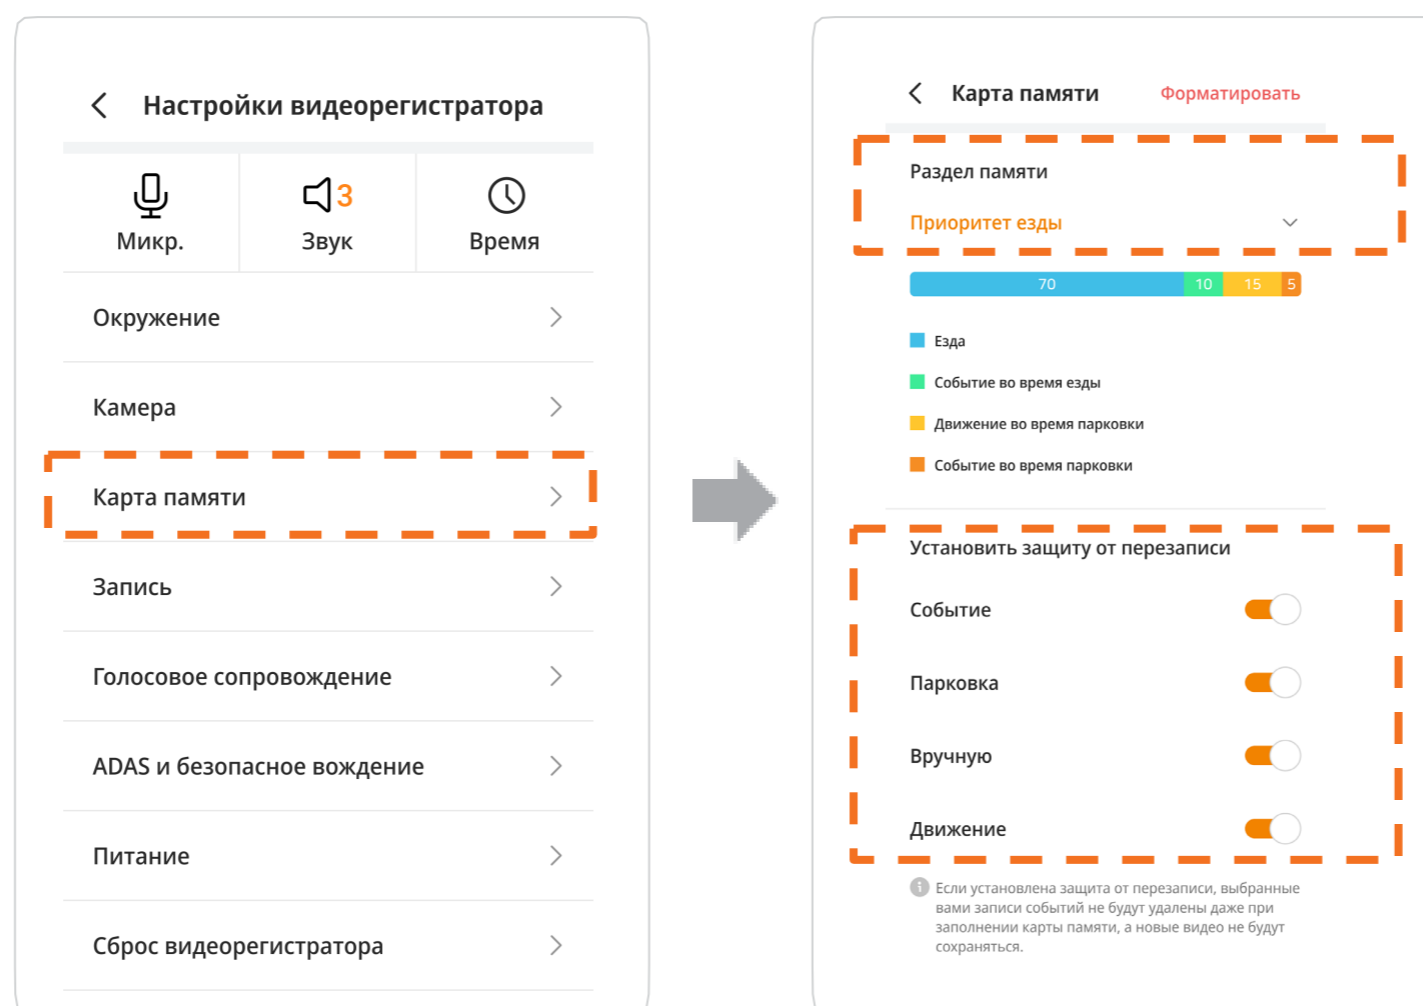 Настройки видеорегистратора
Микр.
3
Звук
Время
Окружение
Камера
Карта памяти
Запись
Голосовое сопровождение
ADAS и безопасное вождение
Питание
Сброс видеорегистратора
Карта памяти Форматировать
Раздел памяти
Приоритет езды
70 10 15 5
Езда
Событие во время езды
Движение во время парковки
Событие во время парковки
Установить защиту от перезаписи
Событие
Парковка
Вручную
Движение
Если установлена защита от перезаписи, выбранные
вами записи событий не будут удалены даже при
заполнении карты памяти, а новые видео не будут
сохраняться.